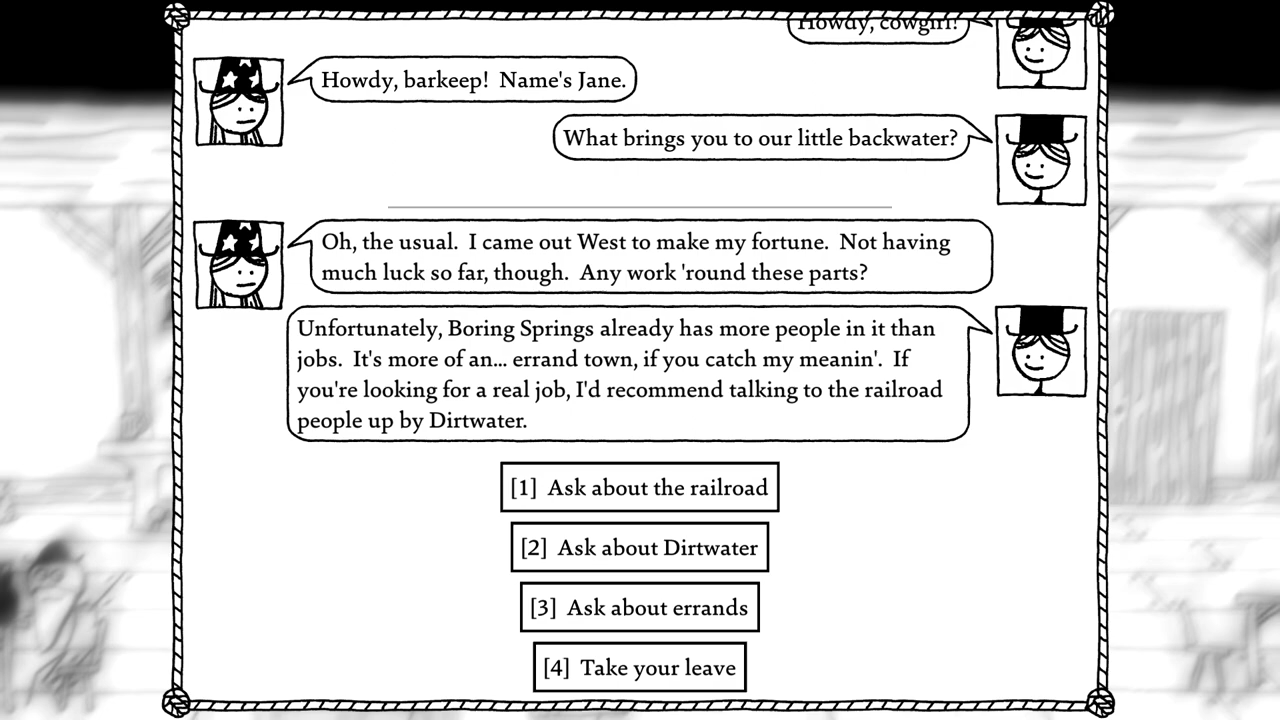 Howdy, cowgirl!
Howdy, barkeep!  Name's Jane.
What brings you to our little backwater?
Oh, the usual.  I came out West to make my fortune.  Not having
much luck so far, though.  Any work 'round these parts?
Unfortunately, Boring Springs already has more people in it than
jobs.  It's more of an... errand town, if you catch my meanin'.  If
you're looking for a real job, I'd recommend talking to the railroad
people up by Dirtwater.
[1]  Ask about the railroad
[2]  Ask about Dirtwater
[3]  Ask about errands
[4]  Take your leave